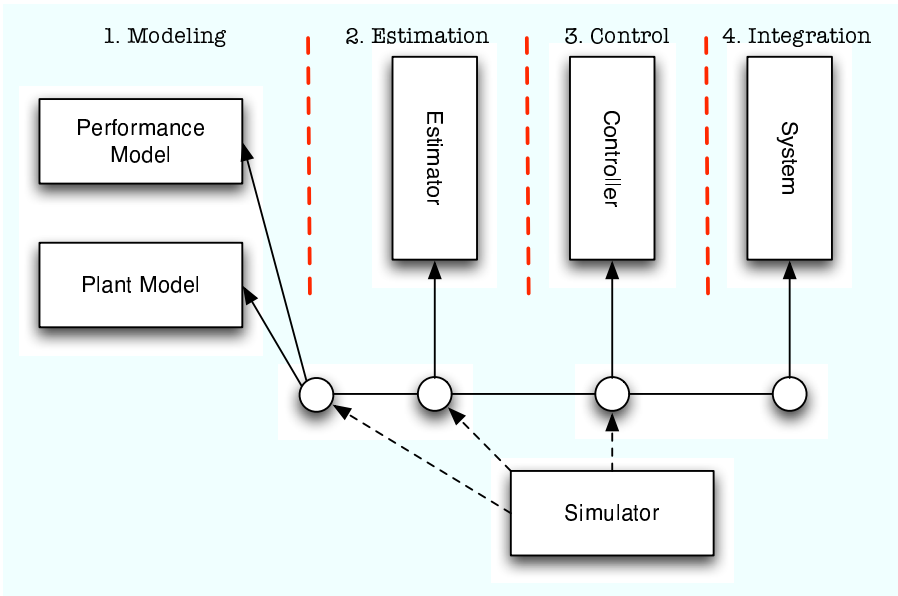 1. Modeling
2. Estimation
3. Control
4. Integration
Performance
Model
Plant Model
Estimator
Controller
System
Simulator